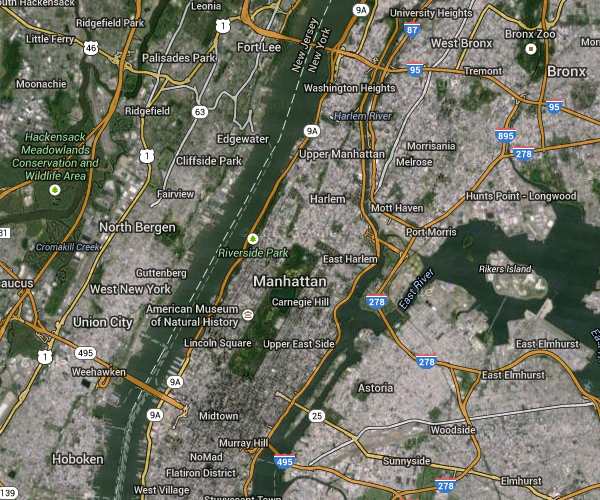 South Hackensack
Leonia
9A
University Heights
Ridgefield Park
1
New Jersey
New York
87
Bronx Zoo
Little Ferry
46
Fort Lee
West Bronx
Palisades Park
95
Tremont
Bronx
Moonachie
Washington Heights
Ridgefield
63
Harlem River
95
Hackensack
Meadowlands
Conservation and
Wildlife Area
Edgewater
9A
895
Morrisania
278
1
Cliffside Park
Upper Manhattan
Melrose
Fairview
Harlem
Hunts Point - Longwood
Mott Haven
North Bergen
Port Morris
Cromakill Creek
Riverside Park
East Harlem
Rikers Island
Guttenberg
Manhattan
East River
West New York
Carnegie Hill
278
American Museum
of Natural History
Union City
Lincoln Square
Upper East Side
East Elmhurst
1
495
278
Weehawken
9A
Astoria
East Elmhurst
9A
Midtown
25
Woodside
Murray Hill
Hoboken
NoMad
495
Sunnyside
Flatiron District
Elmhurst
139
West Village
278
Stuyvesant Town